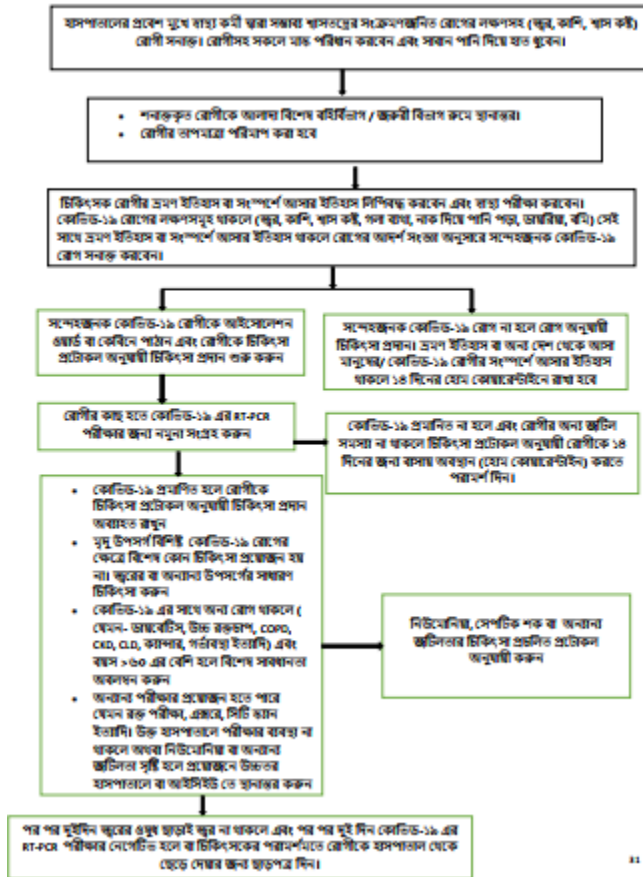 হাসপাতালের প্রবেশ মুখে স্বাস্থ্য কর্মী দ্বারা সম্ভাব্য শ্বাসতন্ত্রের সংক্রমণজনিত রোগের লক্ষণসহ (জ্বর, কাশি, শ্বাস কষ্ট)
রোগী সনাক্ত। রোগীসহ সকলে মাস্ক পরিধান করবেন এবং সাবান পানি দিয়ে হাত ধুবেন।
• শনাক্তকৃত রোগীকে আলাদা বিশেষ বহির্বিভাগ / জরুরী বিভাগ রুমে স্থানান্তর।
• রোগীর তাপমাত্রা পরিমাপ করা হবে
চিকিৎসক রোগীর ভ্রমণ ইতিহাস বা সংস্পর্শে আসার ইতিহাস লিপিবদ্ধ করবেন এবং স্বাস্থ্য পরীক্ষা করবেন।
কোভিড-১৯ রোগের লক্ষণসমূহ থাকলে (জ্বর, কাশি, শ্বাস কষ্ট, গলা ব্যথা, নাক দিয়ে পানি পড়া, ডায়রিয়া, বমি) সেই
সাথে ভ্রমণ ইতিহাস বা সংস্পর্শে আসার ইতিহাস থাকলে রোগের আদর্শ সংজ্ঞা অনুসারে সন্দেহজনক কোভিড-১৯
রোগ সনাক্ত করবেন।
সন্দেহজনক কোভিড-১৯ রোগীকে আইসোলেশন
ওয়ার্ড বা কেবিনে পাঠান এবং রোগীকে চিকিৎসা
প্রটোকল অনুযায়ী চিকিৎসা প্রদান শুরু করুন
সন্দেহজনক কোভিড-১৯ রোগ না হলে রোগ অনুযায়ী
চিকিৎসা প্রদান। ভ্রমণ ইতিহাস বা অন্য দেশ থেকে আসা
মানুষের/ কোভিড-১৯ রোগীর সংস্পর্শে আসার ইতিহাস
থাকলে ১৪ দিনের হোম কোয়ারেন্টাইনে রাখা হবে
রোগীর কাছ হতে কোভিড-১৯ এর RT-PCR
পরীক্ষার জন্য নমুনা সংগ্রহ করুন
কোভিড-১৯ প্রমানিত না হলে এবং রোগীর অন্য জটিল
সমস্যা না থাকলে চিকিৎসা প্রটোকল অনুযায়ী রোগীকে ১৪
দিনের জন্য বাসায় অবস্থান (হোম কোয়ারেন্টাইন) করতে
পরামর্শ দিন।
• কোভিড-১৯ প্রমাণিত হলে রোগীকে
চিকিৎসা প্রটোকল অনুযায়ী চিকিৎসা প্রদান
অব্যাহত রাখুন
• মৃদু উপসর্গ বিশিষ্ট কোভিড-১৯ রোগের
ক্ষেত্রে বিশেষ কোন চিকিৎসা প্রয়োজন হয়
না। জ্বরের বা অন্যান্য উপসর্গের সাধারণ
চিকিৎসা করুন
• কোভিড-১৯ এর সাথে অন্য রোগ থাকলে (
যেমন- ডায়বেটিস, উচ্চ রক্তচাপ, COPD,
CKD, CLD, ক্যান্সার, গর্ভাবস্থা ইত্যাদি) এবং
বয়স >৬০ এর বেশি হলে বিশেষ সাবধানতা
অবলম্বন করুন
• অন্যান্য পরীক্ষার প্রয়োজন হতে পারে
যেমন রক্ত পরীক্ষা, এক্সরে, সিটি স্ক্যান
ইত্যাদি। উক্ত হাসপাতালে পরীক্ষার ব্যবস্থা না
থাকলে অথবা নিউমোনিয়া বা অন্যান্য
জটিলতা সৃষ্টি হলে প্রয়োজনে উচ্চতর
হাসপাতালে বা আইসিইউ তে স্থানান্তর করুন
নিউমোনিয়া, সেপটিক শক বা অন্যান্য
জটিলতার চিকিৎসা প্রচলিত প্রটোকল
অনুযায়ী করুন
পর পর দুইদিন জ্বরের ওষুধ ছাড়াই জ্বর না থাকলে এবং পর পর দুই দিন কোভিড-১৯ এর
RT-PCR পরীক্ষার নেগেটিভ হলে বা চিকিৎসকের পরামর্শমতে রোগীকে হাসপাতাল থেকে
ছেড়ে দেয়ার জন্য ছাড়পত্র দিন।
31